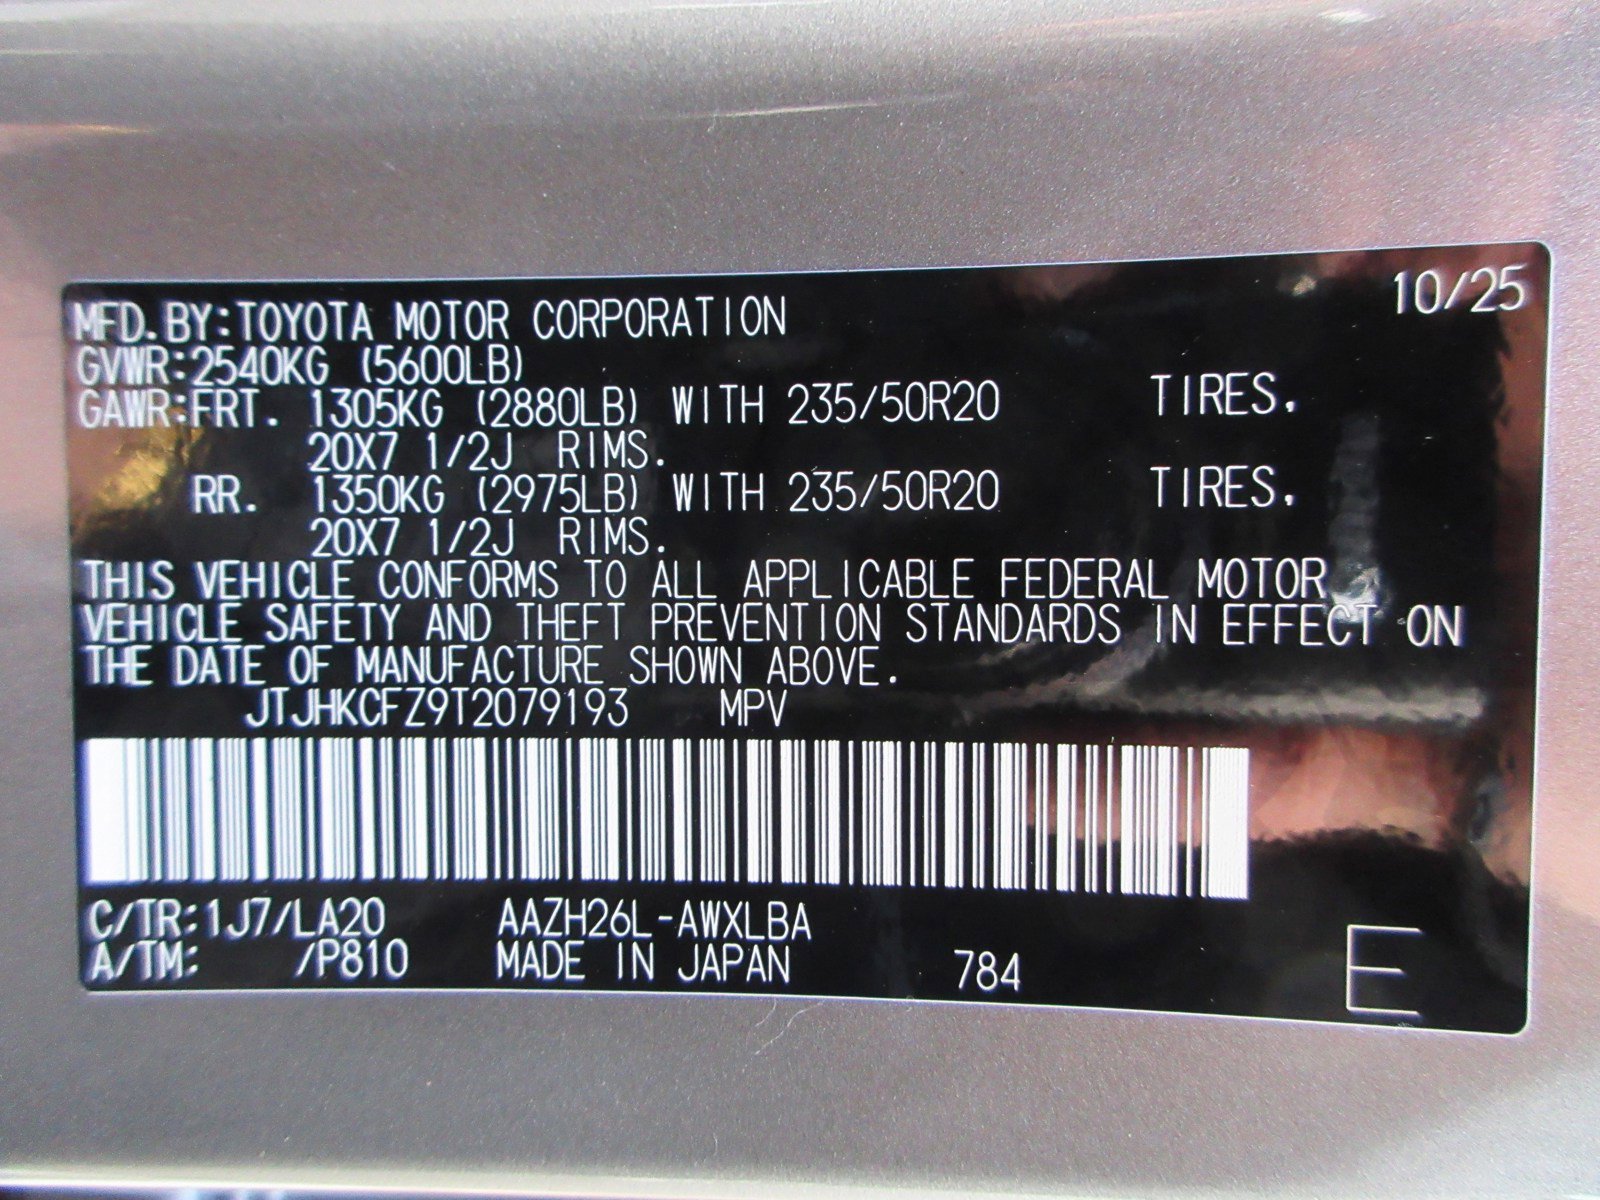 10/25
MFD.BY:TOYOTA MOTOR CORPORATION
GVWR:2540KG (5600LB)
GAWR:FRT. 1305KG (2880LB) WITH 235/50R20 TIRES.
20X7 1/2J RIMS.
RR. 1350KG (2975LB) WITH 235/50R20 TIRES.
20X7 1/2J RIMS.
THIS VEHICLE CONFORMS TO ALL APPLICABLE FEDERAL MOTOR
VEHICLE SAFETY AND THEFT PREVENTION STANDARDS IN EFFECT ON
THE DATE OF MANUFACTURE SHOWN ABOVE.
JTJHKCFZ9T2079193 MPV
C/TR:1J7/LA20 AAZH26L-AWXLBA
A/TM: /P810 MADE IN JAPAN 784 E